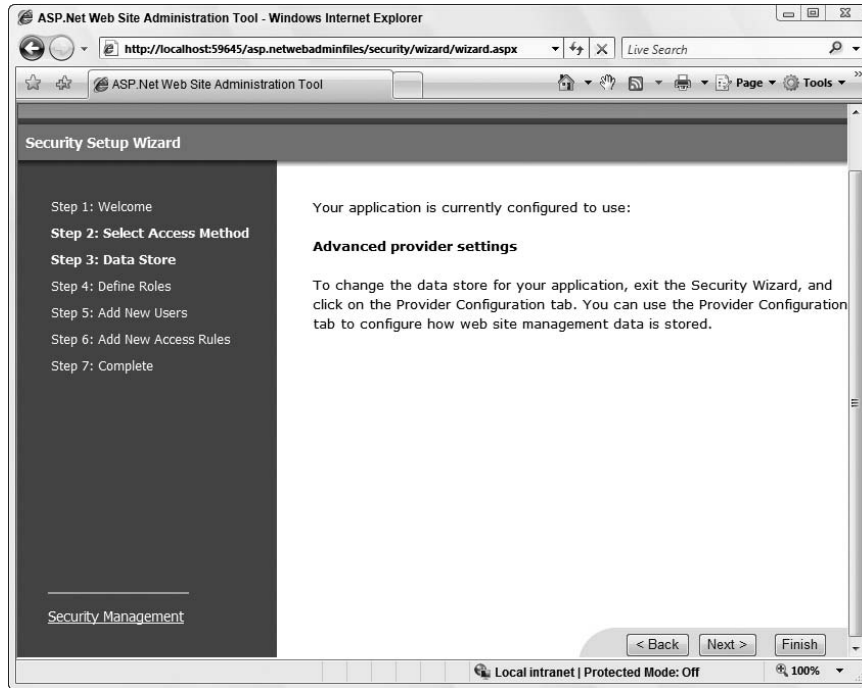 ASP.Net Web Site Administration Tool - Windows Internet Explorer
http://localhost:59645/asp.netwebadminfiles/security/wizard/wizard.aspx
Live Search
ASP.Net Web Site Administration Tool
Page
Tools
Security Setup Wizard
Step 1: Welcome
Step 2: Select Access Method
Step 3: Data Store
Step 4: Define Roles
Step 5: Add New Users
Step 6: Add New Access Rules
Step 7: Complete
Security Management
Your application is currently configured to use:
Advanced provider settings
To change the data store for your application, exit the Security Wizard, and
click on the Provider Configuration tab. You can use the Provider Configuration
tab to configure how web site management data is stored.
< Back
Next >
Finish
Local intranet | Protected Mode: Off
100%